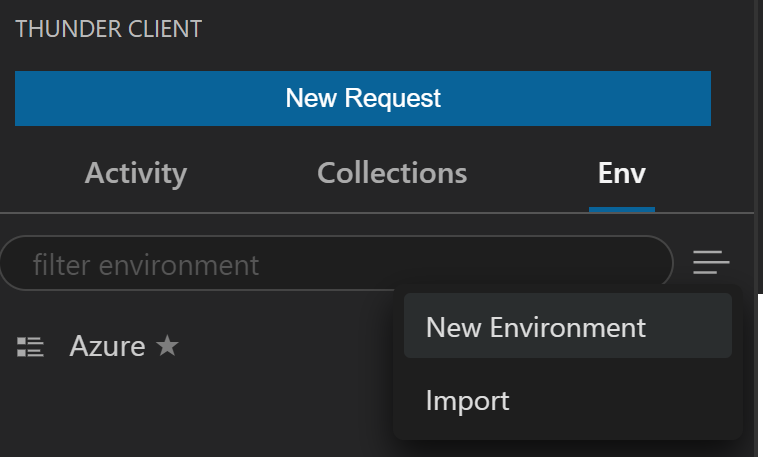 THUNDER CLIENT
New Request
Activity Collections Env
filter environment
New Environment
Azure
Import